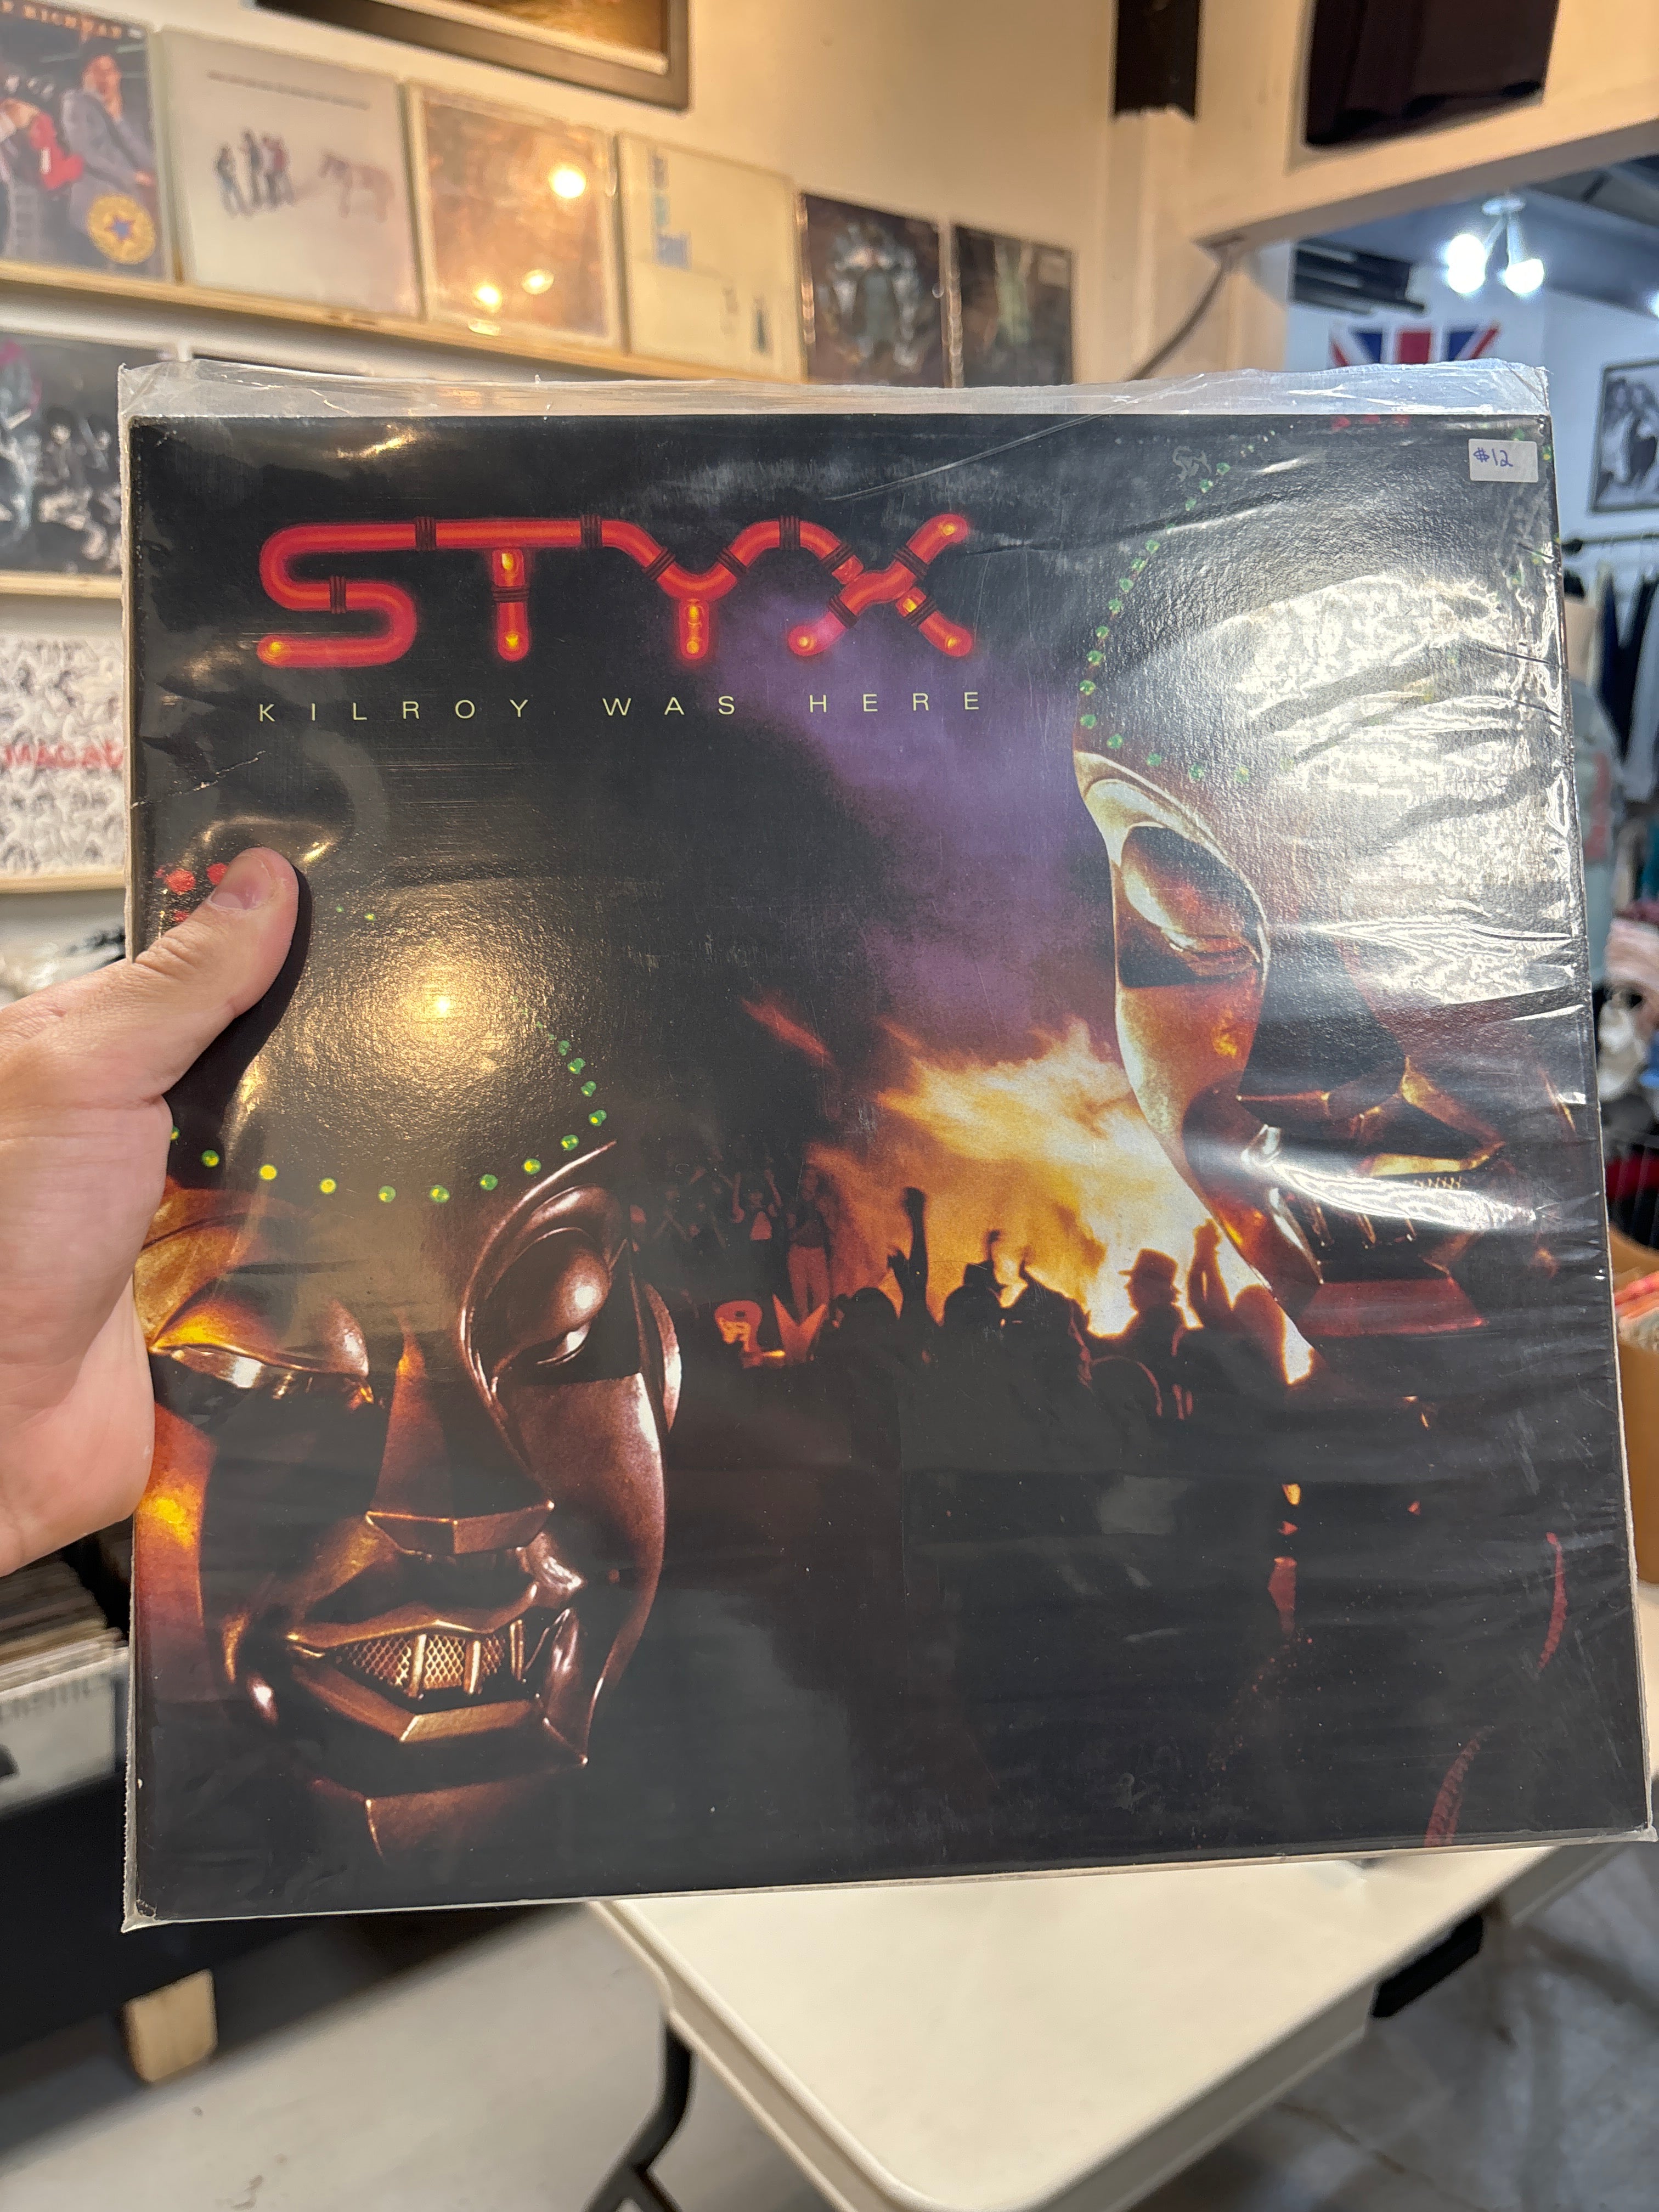 STYX
KILROY WAS HERE
$12